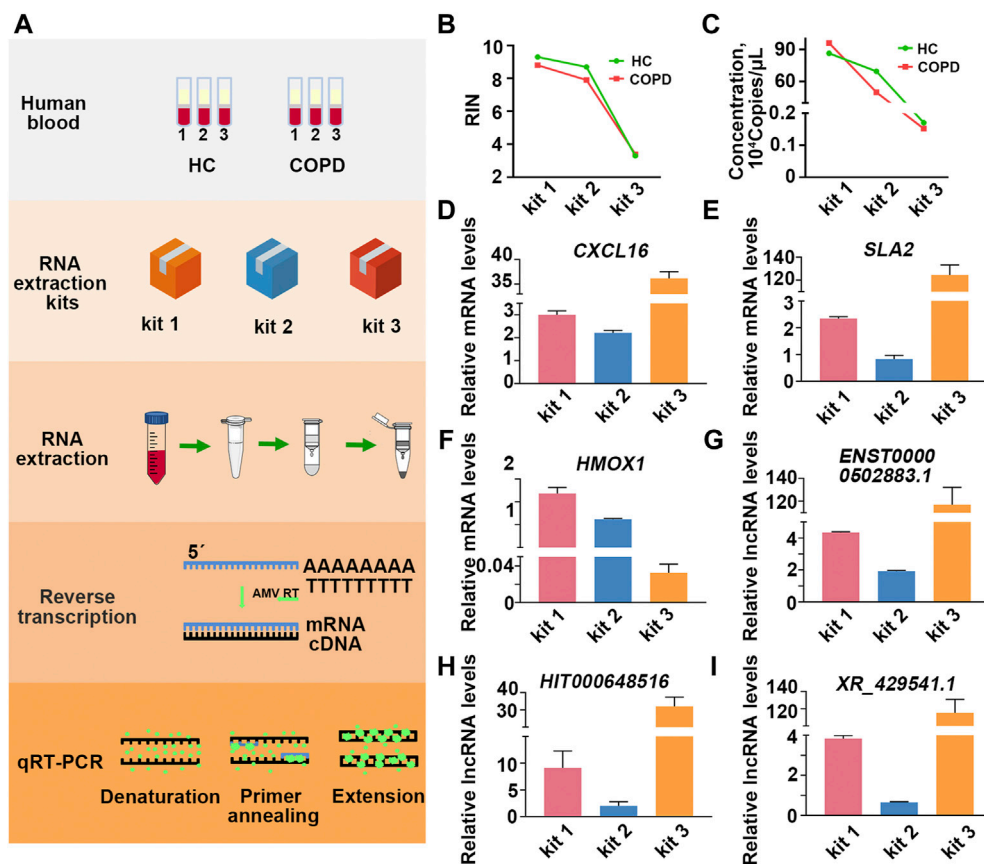 A
Human
blood
1 2 3
1 2 3
HC
COPD
RNA
extraction
kits
kit 1
kit 2
kit 3
RNA
extraction
Reverse
transcription
5´
AAAAAAAA
TTTTTTTTT
AMV RT
mRNA
cDNA
qRT-PCR
Denaturation
Primer
annealing
Extension
B
RIN
10
8
6
4
2
HC
COPD
kit 1
kit 2
kit 3
C
Concentration,
10⁴Copies/μL
90
60
30
0.2
0.1
0
HC
COPD
kit 1
kit 2
kit 3
D
CXCL16
Relative mRNA levels
40
35
3
2
1
0
kit 1
kit 2
kit 3
E
SLA2
Relative mRNA levels
140
120
3
2
1
0
kit 1
kit 2
kit 3
F
HMOX1
Relative mRNA levels
2
1
0.04
0
kit 1
kit 2
kit 3
G
ENST0000
0502883.1
Relative lncRNA levels
140
120
4
2
0
kit 1
kit 2
kit 3
H
HIT000648516
Relative lncRNA levels
40
30
10
5
0
kit 1
kit 2
kit 3
I
XR_429541.1
Relative lncRNA levels
140
120
4
2
0
kit 1
kit 2
kit 3